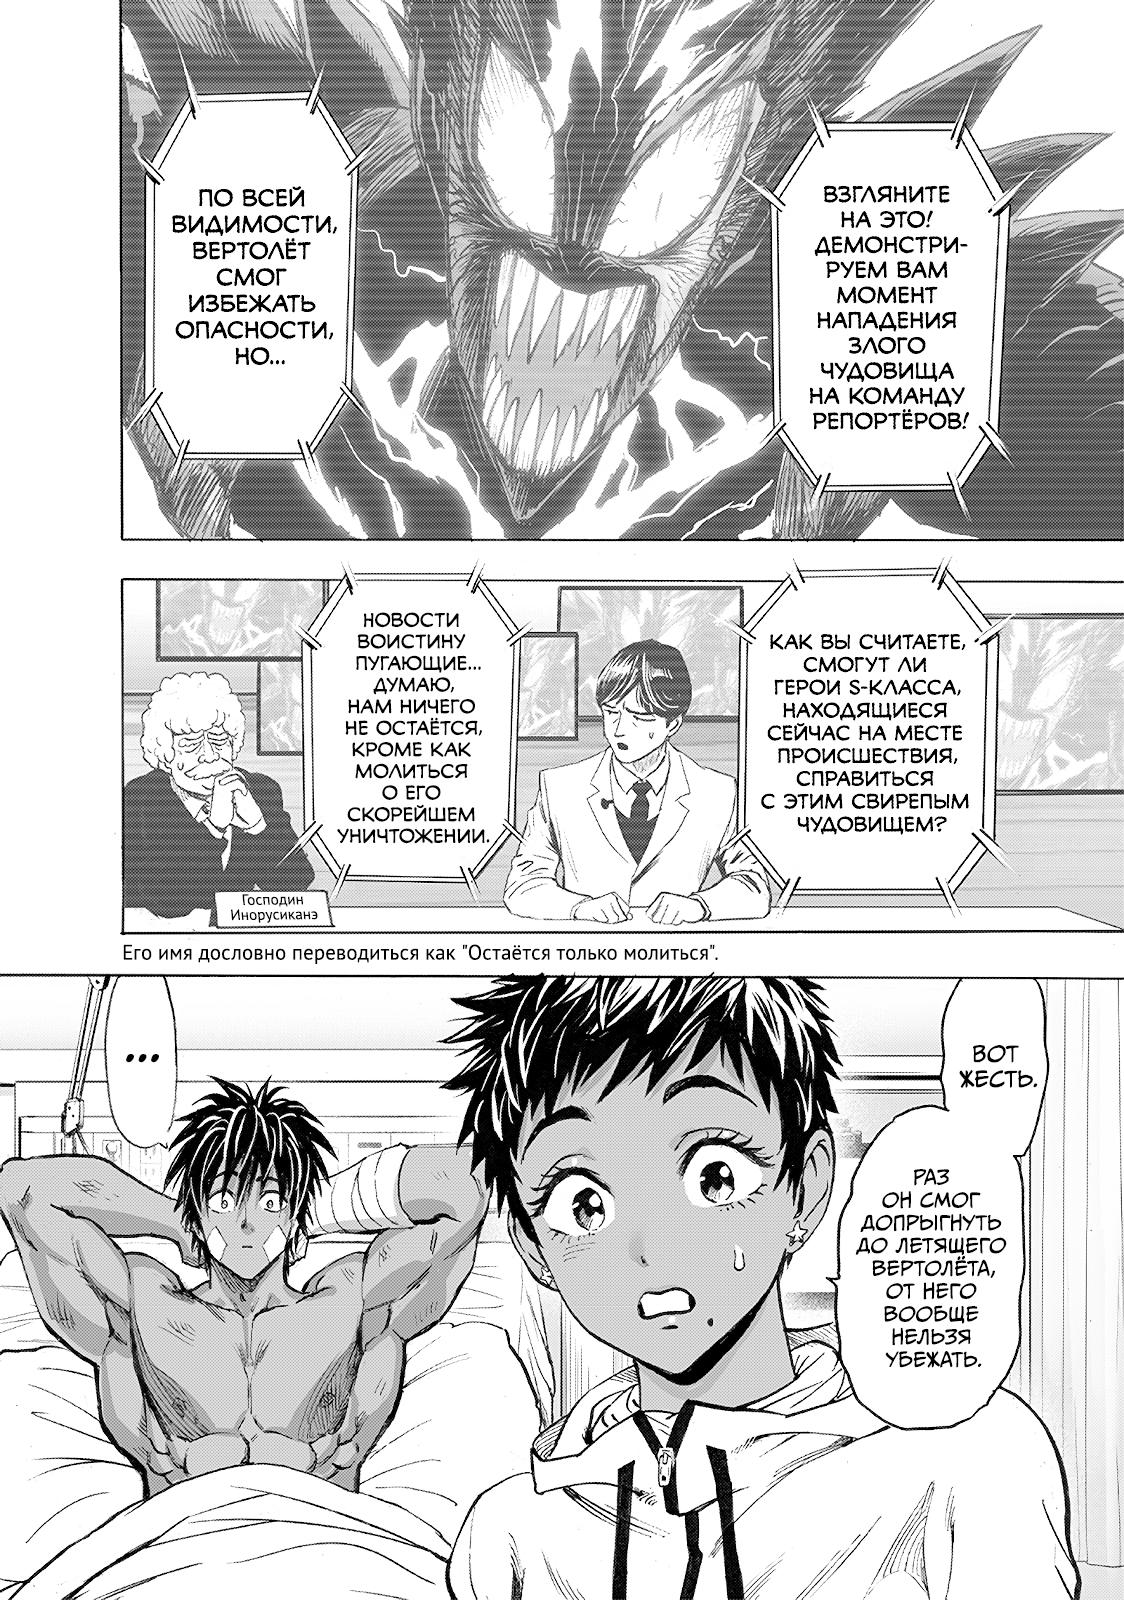 ВЗГЛЯНИТЕ
НА ЭТО!
ДЕМОНСТРИ-
РУЕМ ВАМ
МОМЕНТ
НАПАДЕНИЯ
ЗЛОГО
ЧУДОВИЩА
НА КОМАНДУ
РЕПОРТЁРОВ!
ПО ВСЕЙ
ВИДИМОСТИ,
ВЕРТОЛЁТ
СМОГ
ИЗБЕЖАТЬ
ОПАСНОСТИ,
НО...
КАК ВЫ СЧИТАЕТЕ,
СМОГУТ ЛИ
ГЕРОИ S-КЛАССА,
НАХОДЯЩИЕСЯ
СЕЙЧАС НА МЕСТЕ
ПРОИСШЕСТВИЯ,
СПРАВИТЬСЯ
С ЭТИМ СВИРЕПЫМ
ЧУДОВИЩЕМ?
НОВОСТИ
ВОИСТИНУ
ПУГАЮЩИЕ...
ДУМАЮ,
НАМ НИЧЕГО
НЕ ОСТАЁТСЯ,
КРОМЕ КАК
МОЛИТЬСЯ
О ЕГО
СКОРЕЙШЕМ
УНИЧТОЖЕНИИ.
Господин
Инорусиканэ
Его имя дословно переводиться как "Остаётся только молиться".
ВОТ
ЖЕСТЬ.
РАЗ
ОН СМОГ
ДОПРЫГНУТЬ
ДО ЛЕТЯЩЕГО
ВЕРТОЛЁТА,
ОТ НЕГО
ВООБЩЕ
НЕЛЬЗЯ
УБЕЖАТЬ.
...